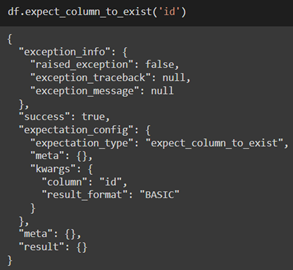 df.expect_column_to_exist('id')
{
  "exception_info": {
    "raised_exception": false,
    "exception_traceback": null,
    "exception_message": null
  },
  "success": true,
  "expectation_config": {
    "expectation_type": "expect_column_to_exist",
    "meta": {},
    "kwargs": {
      "column": "id",
      "result_format": "BASIC"
    }
  },
  "meta": {},
  "result": {}
}